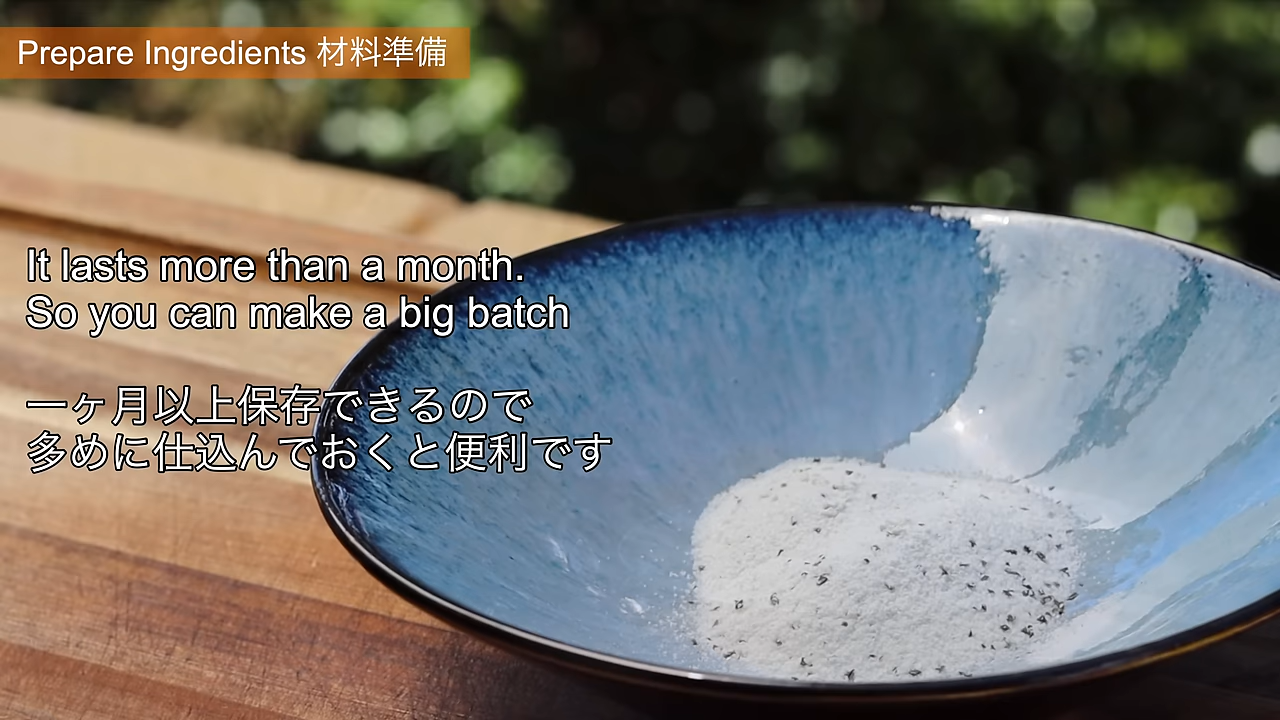 Prepare Ingredients 材料準備
It lasts more than a month.
So you can make a big batch
一ヶ月以上保存できるので
多めに仕込んでおくと便利です